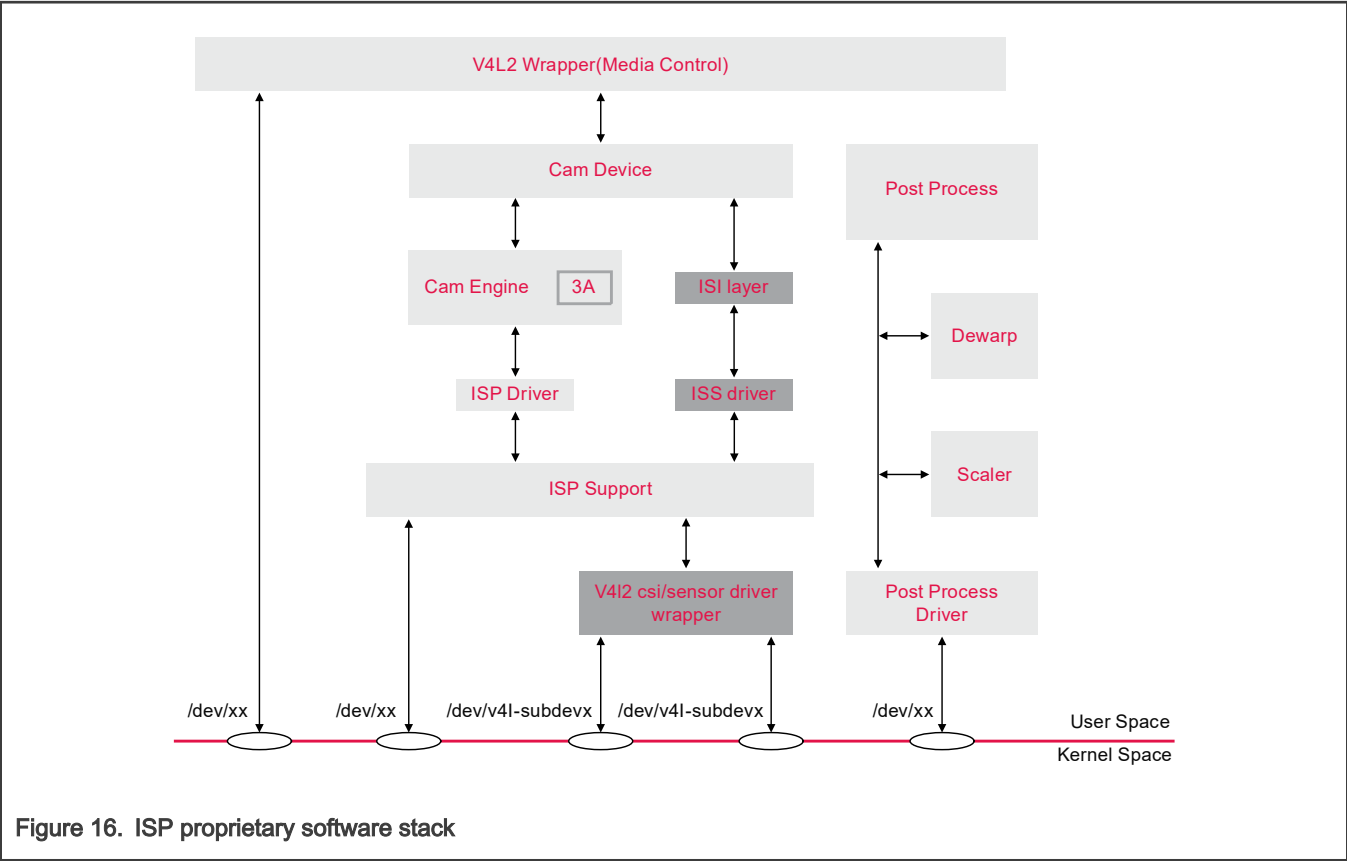 V4L2 Wrapper(Media Control)
Cam Device
Post Process
Cam Engine
3A
ISI layer
Dewarp
ISP Driver
ISS driver
Scaler
ISP Support
V4l2 csi/sensor driver
wrapper
Post Process
Driver
/dev/xx
/dev/xx
/dev/v4l-subdevx
/dev/v4l-subdevx
/dev/xx
User Space
Kernel Space
Figure 16. ISP proprietary software stack